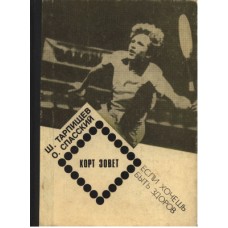 Ш. ТАРПИЩЕВ
О. СПАССКИЙ
КОРТ ЗОВЕТ
ЕСЛИ ХОЧЕШЬ
БЫТЬ ЗДОРОВ